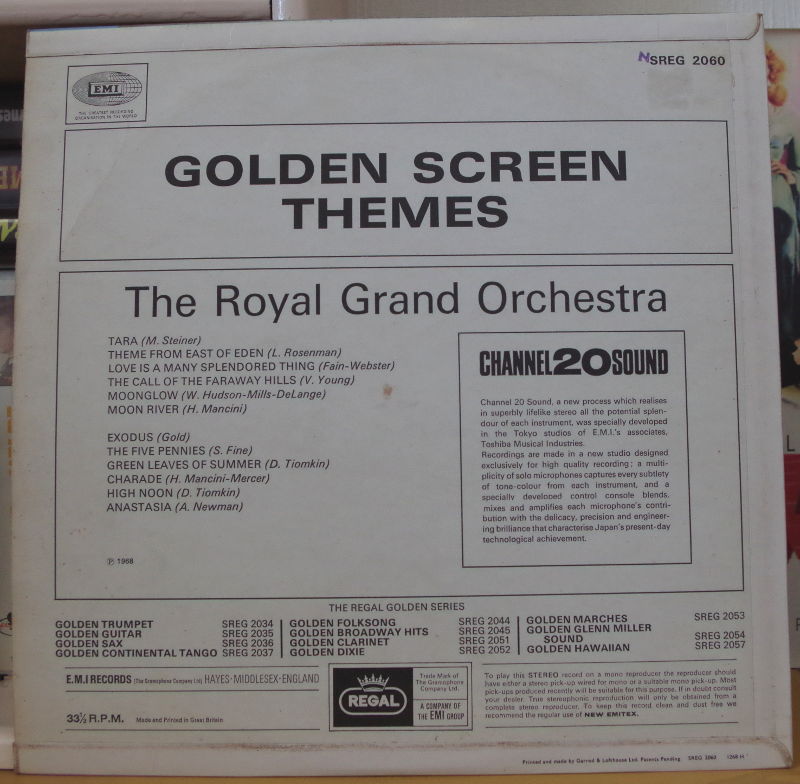 EMI
THE GREATEST RECORDING
ORGANISATION IN THE WORLD
NSREG 2060
GOLDEN SCREEN
THEMES
The Royal Grand Orchestra
TARA (M. Steiner)
THEME FROM EAST OF EDEN (L. Rosenman)
LOVE IS A MANY SPLENDORED THING (Fain-Webster)
THE CALL OF THE FARAWAY HILLS (V. Young)
MOONGLOW (W. Hudson-Mills-DeLange)
MOON RIVER (H. Mancini)
EXODUS (Gold)
THE FIVE PENNIES (S. Fine)
GREEN LEAVES OF SUMMER (D. Tiomkin)
CHARADE (H. Mancini-Mercer)
HIGH NOON (D. Tiomkin)
ANASTASIA (A. Newman)
℗ 1968
CHANNEL20SOUND
Channel 20 Sound, a new process which realises
in superbly lifelike stereo all the potential splen-
dour of each instrument, was specially developed
in the Tokyo studios of E.M.I.'s associates,
Toshiba Musical Industries.
Recordings are made in a new studio designed
exclusively for high quality recording; a multi-
plicity of solo microphones captures every subtlety
of tone-colour from each instrument, and a
specially developed control console blends,
mixes and amplifies each microphone's contri-
bution with the delicacy, precision and engineer-
ing brilliance that characterise Japan's present-day
technological achievement.
THE REGAL GOLDEN SERIES
GOLDEN TRUMPET SREG 2034
GOLDEN GUITAR SREG 2035
GOLDEN SAX SREG 2036
GOLDEN CONTINENTAL TANGO SREG 2037
GOLDEN FOLKSONG SREG 2044
GOLDEN BROADWAY HITS SREG 2045
GOLDEN CLARINET SREG 2051
GOLDEN DIXIE SREG 2052
GOLDEN MARCHES SREG 2053
GOLDEN GLENN MILLER
SOUND SREG 2054
GOLDEN HAWAIIAN SREG 2057
E.M.I RECORDS (The Gramophone Company Ltd) HAYES·MIDDLESEX·ENGLAND
33⅓ R.P.M. Made and Printed in Great Britain
REGAL
Trade Mark of
The Gramophone
Company Ltd.
A COMPANY OF
THE EMI GROUP
To play this STEREO record on a mono reproducer the reproducer should
have either a stereo pick-up wired for mono or a suitable mono pick-up. Most
pick-ups produced recently will be suitable for this purpose. If in doubt consult
your dealer. True stereophonic reproduction will only be obtained from a
complete stereo reproducer. To keep this record clean and dust free we
recommend the regular use of NEW EMITEX.
Printed and made by Garrod & Lofthouse Ltd. Patents Pending. SREG 2060 1268 H